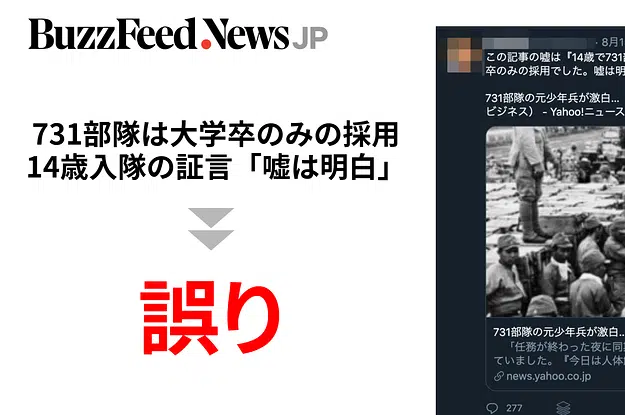 BuzzFeed News JP
731部隊は大学卒のみの採用
14歳入隊の証言「嘘は明白」
誤り
· 8月1
この記事の嘘は『14歳で731
卒のみの採用でした。嘘は明
731部隊の元少年兵が激白...
ビジネス） - Yahoo!ニュース
731部隊の元少年兵が激白...
「任務が終わった夜に同
ていました。『今日は人体
news.yahoo.co.jp
277